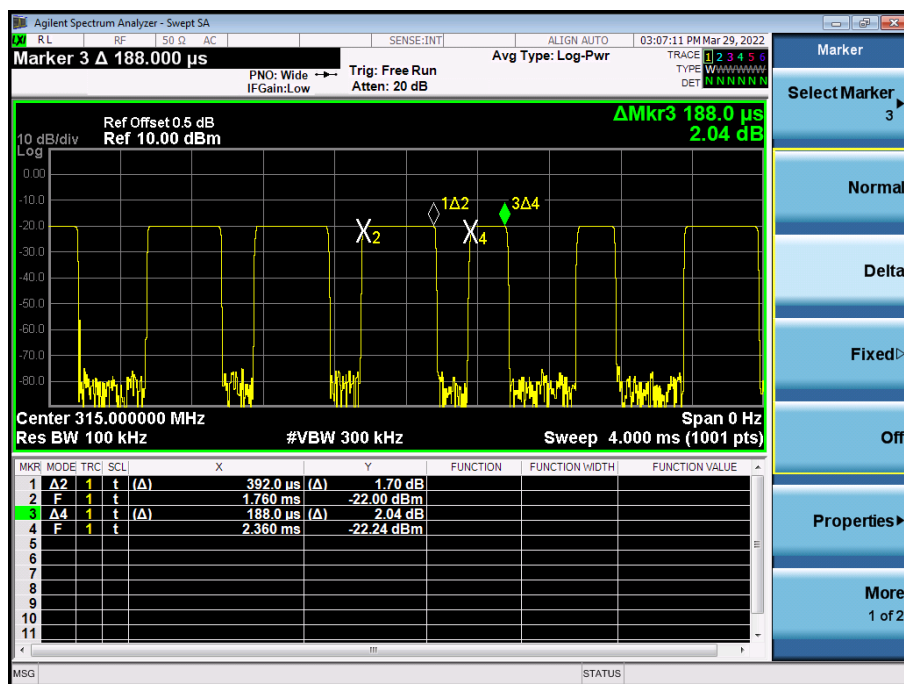 Agilent Spectrum Analyzer - Swept SA
LXI RL RF 50 Ω AC SENSE:INT ALIGN AUTO 03:07:11 PM Mar 29, 2022
Marker 3 Δ 188.000 µs
PNO: Wide
IFGain:Low
Trig: Free Run
Atten: 20 dB
Avg Type: Log-Pwr
TRACE 1 2 3 4 5 6
TYPE WWWWWW
DET N N N N N N
ΔMkr3 188.0 µs
2.04 dB
Ref Offset 0.5 dB
10 dB/div Ref 10.00 dBm
Log
0.00
-10.0
-20.0
-30.0
-40.0
-50.0
-60.0
-70.0
-80.0
1Δ2
3Δ4
X2
X4
Center 315.000000 MHz Span 0 Hz
Res BW 100 kHz #VBW 300 kHz Sweep 4.000 ms (1001 pts)
MKR MODE TRC SCL X Y FUNCTION FUNCTION WIDTH FUNCTION VALUE
1 Δ2 1 t (Δ) 392.0 µs (Δ) 1.70 dB
2 F 1 t 1.760 ms -22.00 dBm
3 Δ4 1 t (Δ) 188.0 µs (Δ) 2.04 dB
4 F 1 t 2.360 ms -22.24 dBm
5
6
7
8
9
10
11
MSG STATUS
Marker
Select Marker
3
Normal
Delta
Fixed
Off
Properties
More
1 of 2